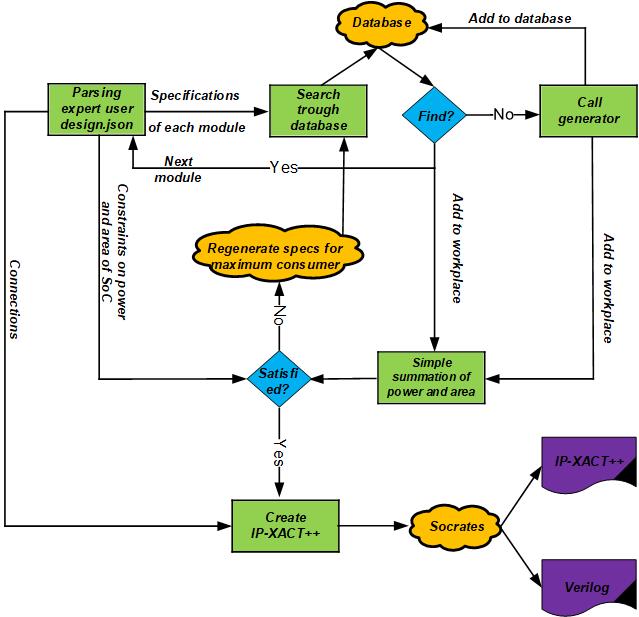 Database
Add to database
Parsing
expert user
design.json
Specifications
of each module
Search
trough
database
Find?
No
Call
generator
Next
module
Yes
Constraints on power
and area of SoC
Add to workplace
Add to workplace
Connections
Regenerate specs for
maximum consumer
No
Satisfi
ed?
Simple
summation of
power and area
Yes
IP-XACT++
Create
IP-XACT++
Socrates
Verilog